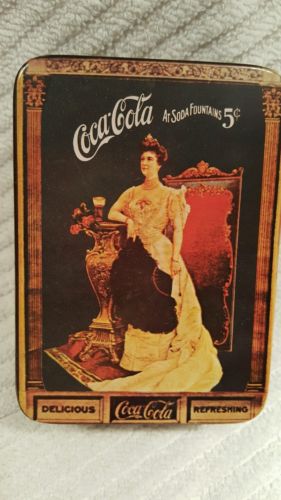 Coca-Cola AT SODA FOUNTAINS 5¢
DELICIOUS Coca-Cola REFRESHING